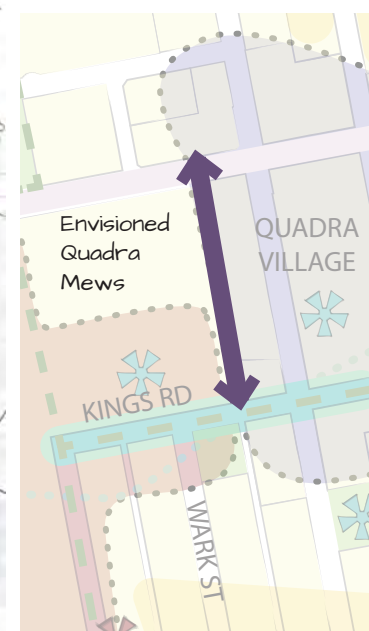 Envisioned
Quadra
Mews
QUADRA
VILLAGE
KINGS RD
WARK ST